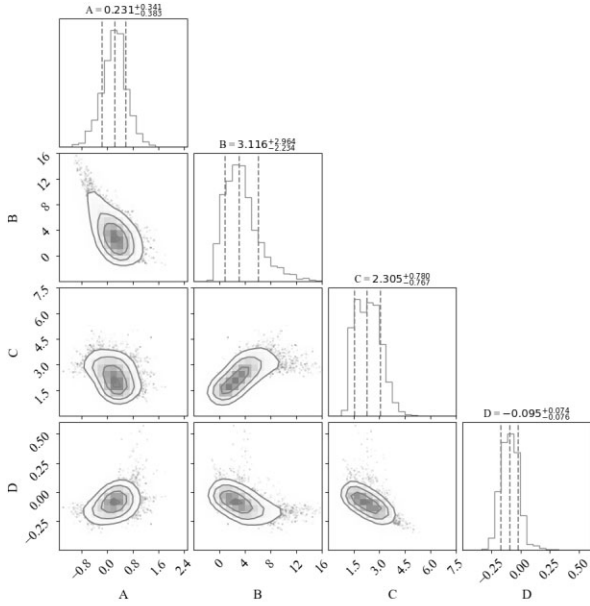 A = 0.231 +0.341 −0.383
B = 3.116 +2.964 −2.234
C = 2.305 +0.780 −0.767
D = −0.095 +0.074 −0.076
16
12
8
4
0
B
7.5
6.0
4.5
3.0
1.5
C
0.50
0.25
0.00
−0.25
D
−0.8 0.0 0.8 1.6 2.4
0 4 8 12 16
1.5 3.0 4.5 6.0 7.5
−0.25 0.00 0.25 0.50
A B C D